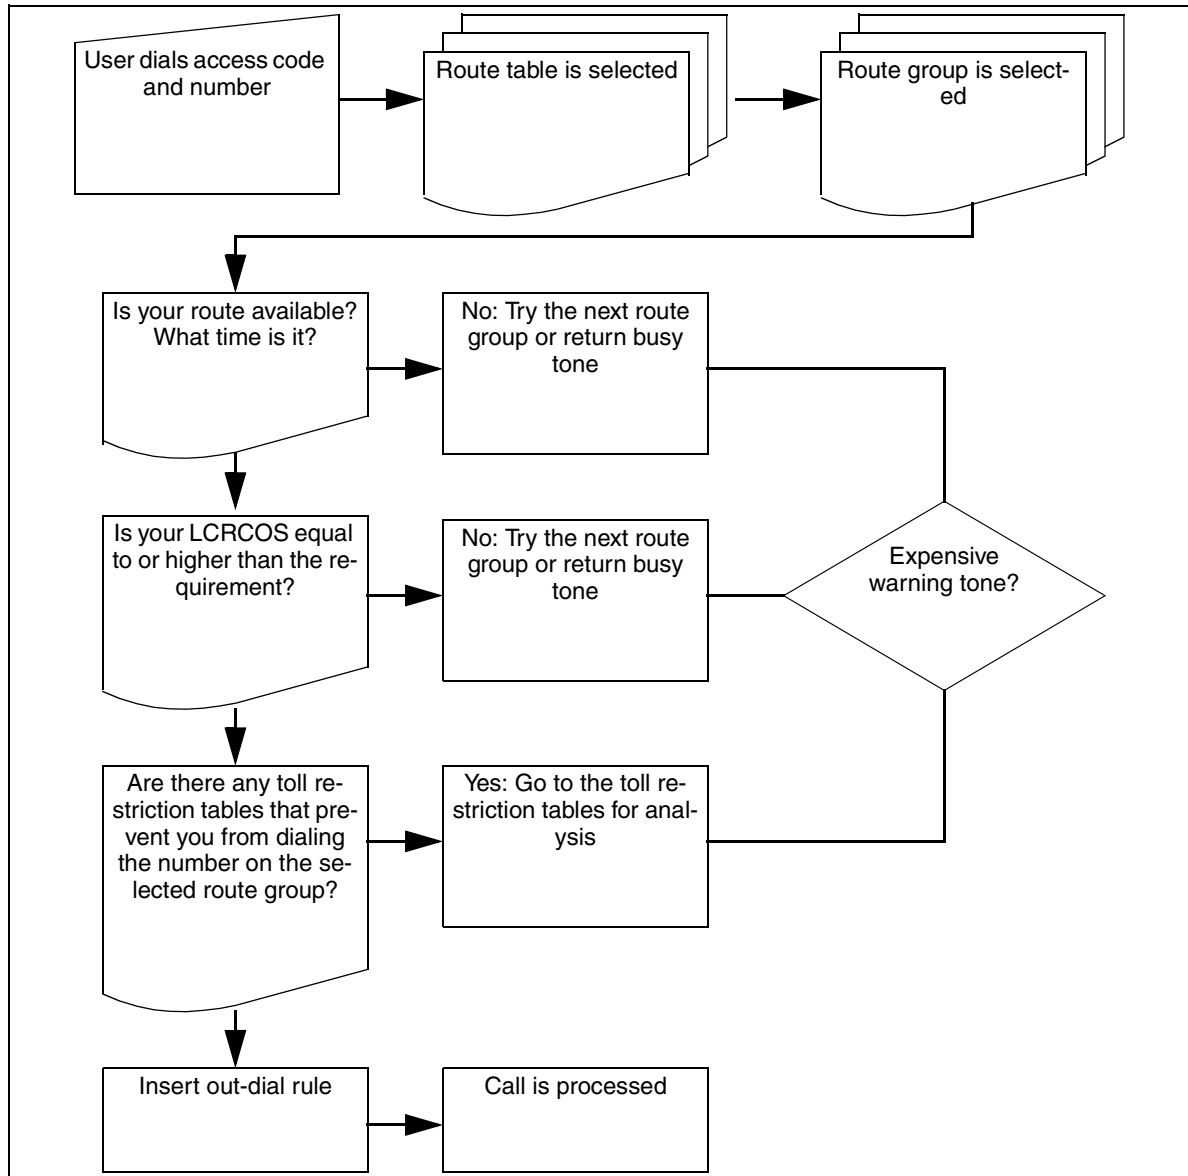 User dials access code
and number
Route table is selected
Route group is select-
ed
Is your route available?
What time is it?
No: Try the next route
group or return busy
tone
Is your LCRCOS equal
to or higher than the re-
quirement?
No: Try the next route
group or return busy
tone
Expensive
warning tone?
Are there any toll re-
striction tables that pre-
vent you from dialing
the number on the se-
lected route group?
Yes: Go to the toll re-
striction tables for anal-
ysis
Insert out-dial rule
Call is processed